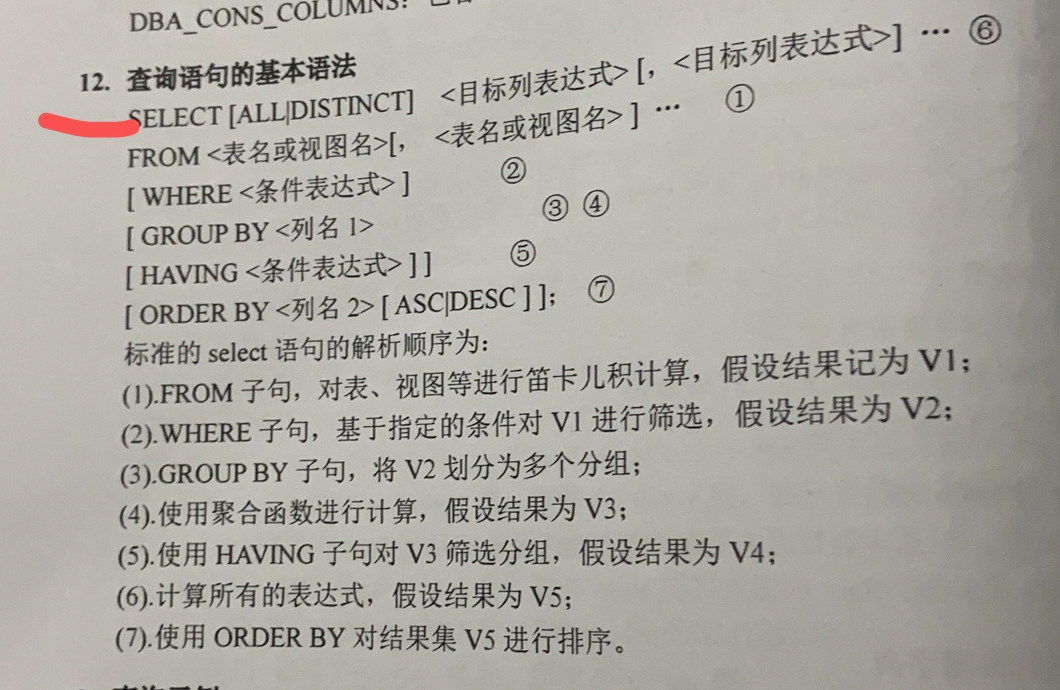 DBA_CONS_COLUMNS:
12. 查询语句的基本语法
SELECT [ALL|DISTINCT] <目标列表达式> [, <目标列表达式>] … ⑥
FROM <表名或视图名>[, <表名或视图名> ] … ①
[ WHERE <条件表达式> ] ②
[ GROUP BY <列名 1> ③ ④
[ HAVING <条件表达式> ] ] ⑤
[ ORDER BY <列名 2> [ ASC|DESC ] ]; ⑦
标准的 select 语句的解析顺序为:
(1).FROM 子句，对表、视图等进行笛卡儿积计算，假设结果记为 V1;
(2).WHERE 子句，基于指定的条件对 V1 进行筛选，假设结果为 V2;
(3).GROUP BY 子句，将 V2 划分为多个分组;
(4).使用聚合函数进行计算，假设结果为 V3;
(5).使用 HAVING 子句对 V3 筛选分组，假设结果为 V4;
(6).计算所有的表达式，假设结果为 V5;
(7).使用 ORDER BY 对结果集 V5 进行排序。